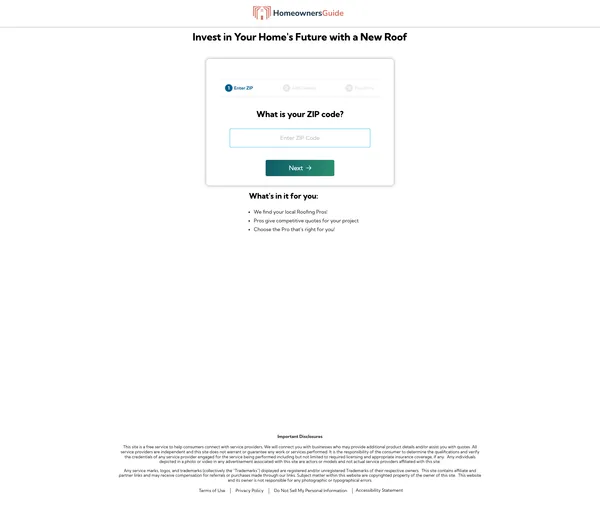 HomeownersGuide
Invest in Your Home's Future with a New Roof
1 Enter ZIP
What is your ZIP code?
Enter ZIP Code
Next →
What's in it for you:
• We find your local Roofing Pros!
• Pros give competitive quotes for your project.
• Choose the Pro that's right for you!
Important Disclosures
This site is a free service to help consumers connect with service providers. We will connect you with businesses who may provide additional product details and/or assist you with quotes. All
service providers are independent and this site does not warrant or guarantee any work or services performed. It is the responsibility of the consumer to determine the qualifications and verify
the credentials of any service provider engaged for the service being performed including but not limited to required licensing and appropriate insurance coverage, if any. Any individuals
depicted in a photo or video in any advertisement associated with this site are actors or models and not actual service providers affiliated with this site.
Any service marks, logos, and trademarks (collectively the "Trademarks") displayed are registered and/or unregistered Trademarks of their respective owners. This site contains affiliate and
partner links and may receive compensation for referrals or purchases made through our links. Subject matter within this website are copyrighted property of the owner of this site. This website
and its owner is not responsible for any photographic or typographical errors.
Terms of Use | Privacy Policy | Do Not Sell My Personal Information | Accessibility Statement